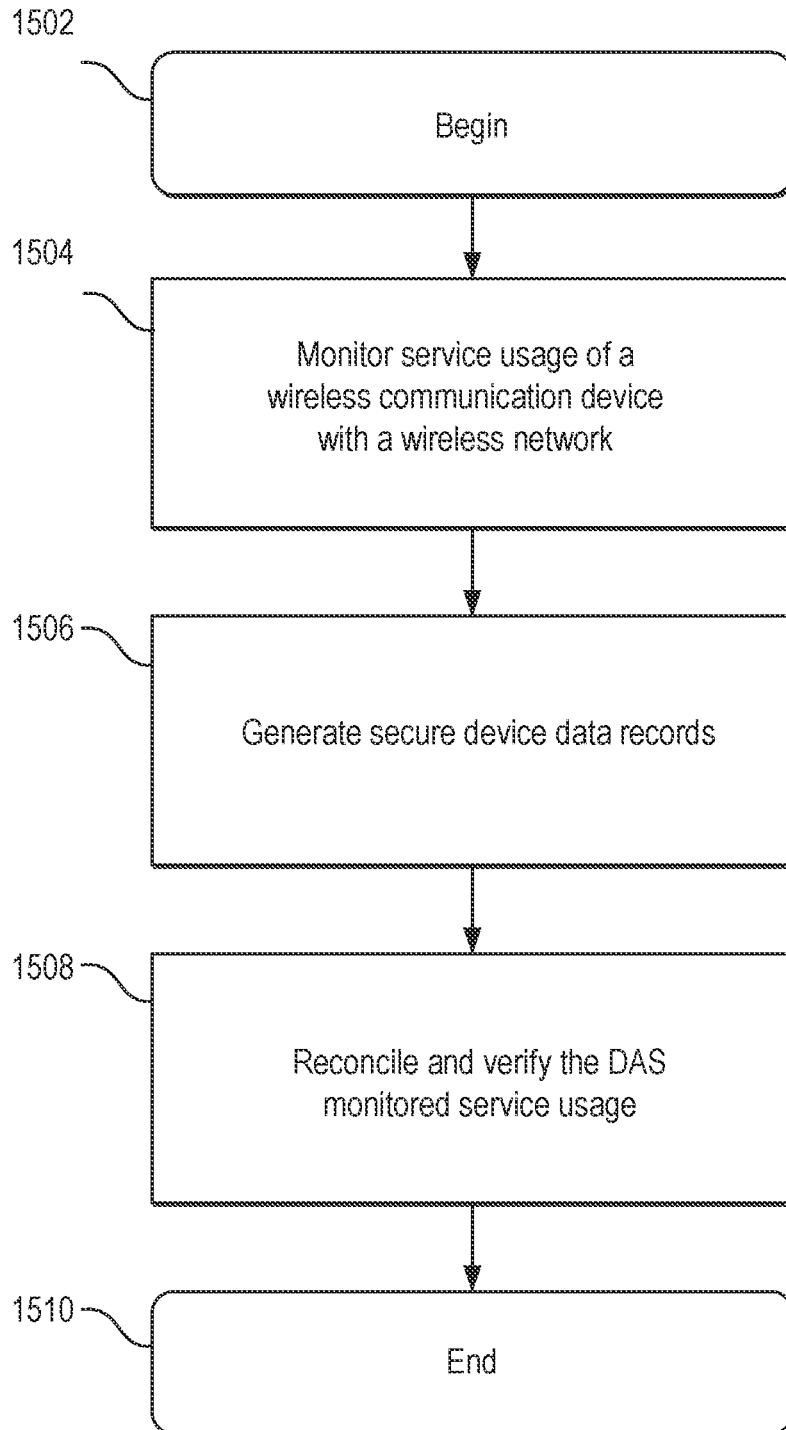 1502
Begin
1504
Monitor service usage of a
wireless communication device
with a wireless network
1506
Generate secure device data records
1508
Reconcile and verify the DAS
monitored service usage
1510
End